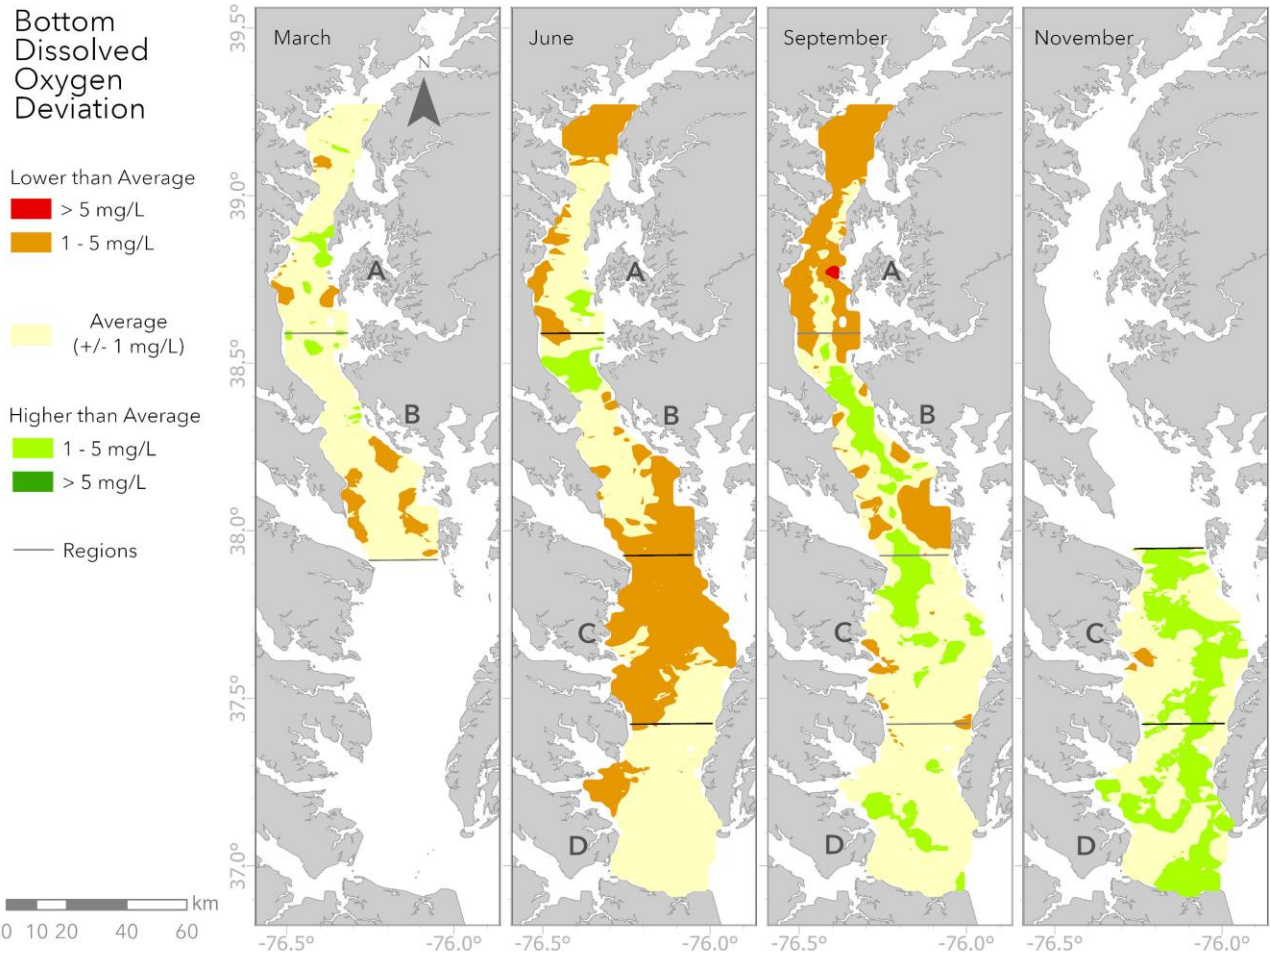 Bottom
Dissolved
Oxygen
Deviation
Lower than Average
> 5 mg/L
1 - 5 mg/L
Average
(+/- 1 mg/L)
Higher than Average
1 - 5 mg/L
> 5 mg/L
Regions
0 10 20 40 60 km
39.5°
39.0°
38.5°
38.0°
37.5°
37.0°
March
N
A
B
-76.5° -76.0°
June
A
B
C
D
-76.5° -76.0°
September
A
B
C
D
-76.5° -76.0°
November
C
D
-76.5° -76.0°